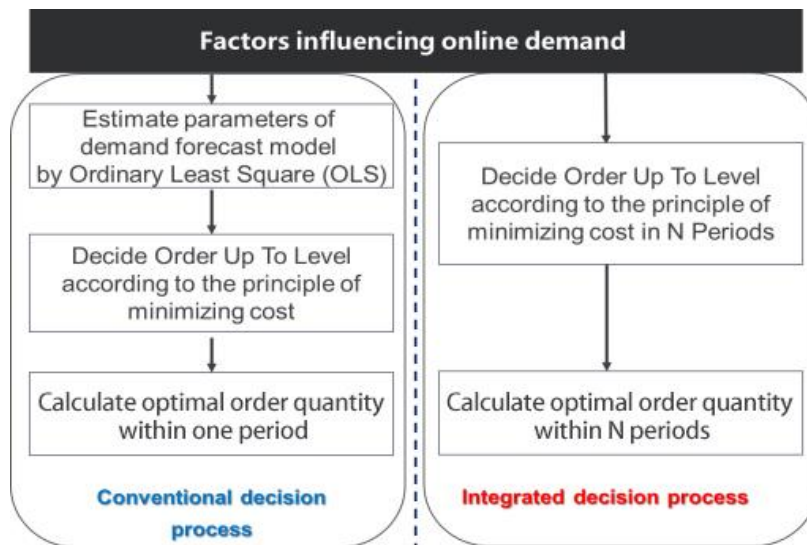 Factors influencing online demand
Estimate parameters of
demand forecast model
by Ordinary Least Square (OLS)
Decide Order Up To Level
according to the principle of
minimizing cost
Calculate optimal order quantity
within one period
Conventional decision
process
Decide Order Up To Level
according to the principle of
minimizing cost in N Periods
Calculate optimal order quantity
within N periods
Integrated decision process